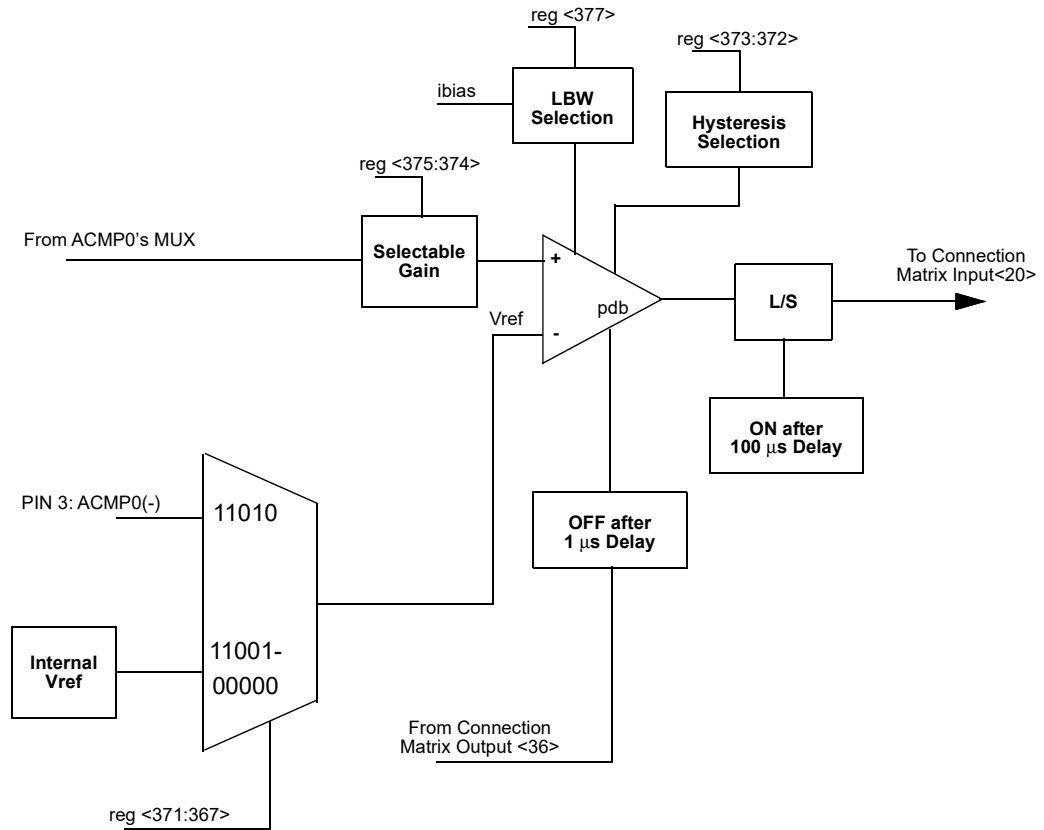 reg <377>
reg <373:372>
ibias
LBW
Selection
Hysteresis
Selection
reg <375:374>
From ACMP0’s MUX
Selectable
Gain
+
To Connection
Matrix Input<20>
Vref
-
pdb
L/S
ON after
100 μs Delay
PIN 3: ACMP0(-)
11010
OFF after
1 μs Delay
Internal
Vref
11001-
00000
From Connection
Matrix Output <36>
reg <371:367>